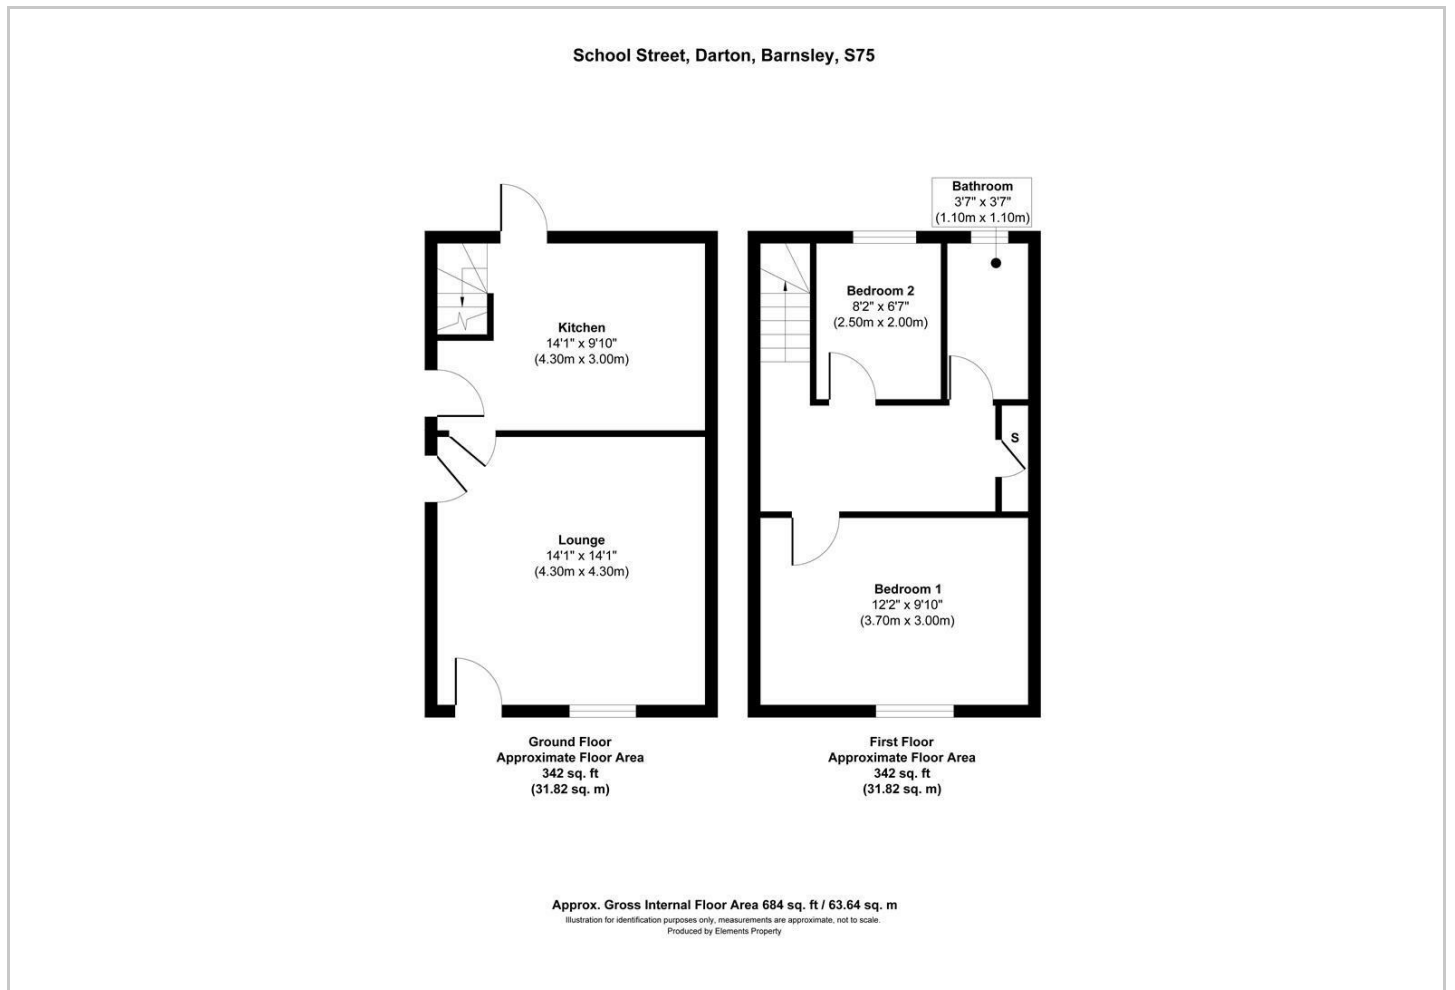 School Street, Darton, Barnsley, S75
Bathroom
3'7" x 3'7"
(1.10m x 1.10m)
Bedroom 2
8'2" x 6'7"
(2.50m x 2.00m)
Kitchen
14'1" x 9'10"
(4.30m x 3.00m)
S
Lounge
14'1" x 14'1"
(4.30m x 4.30m)
Bedroom 1
12'2" x 9'10"
(3.70m x 3.00m)
Ground Floor
Approximate Floor Area
342 sq. ft
(31.82 sq. m)
First Floor
Approximate Floor Area
342 sq. ft
(31.82 sq. m)
Approx. Gross Internal Floor Area 684 sq. ft / 63.64 sq. m
Illustration for identification purposes only, measurements are approximate, not to scale.
Produced by Elements Property